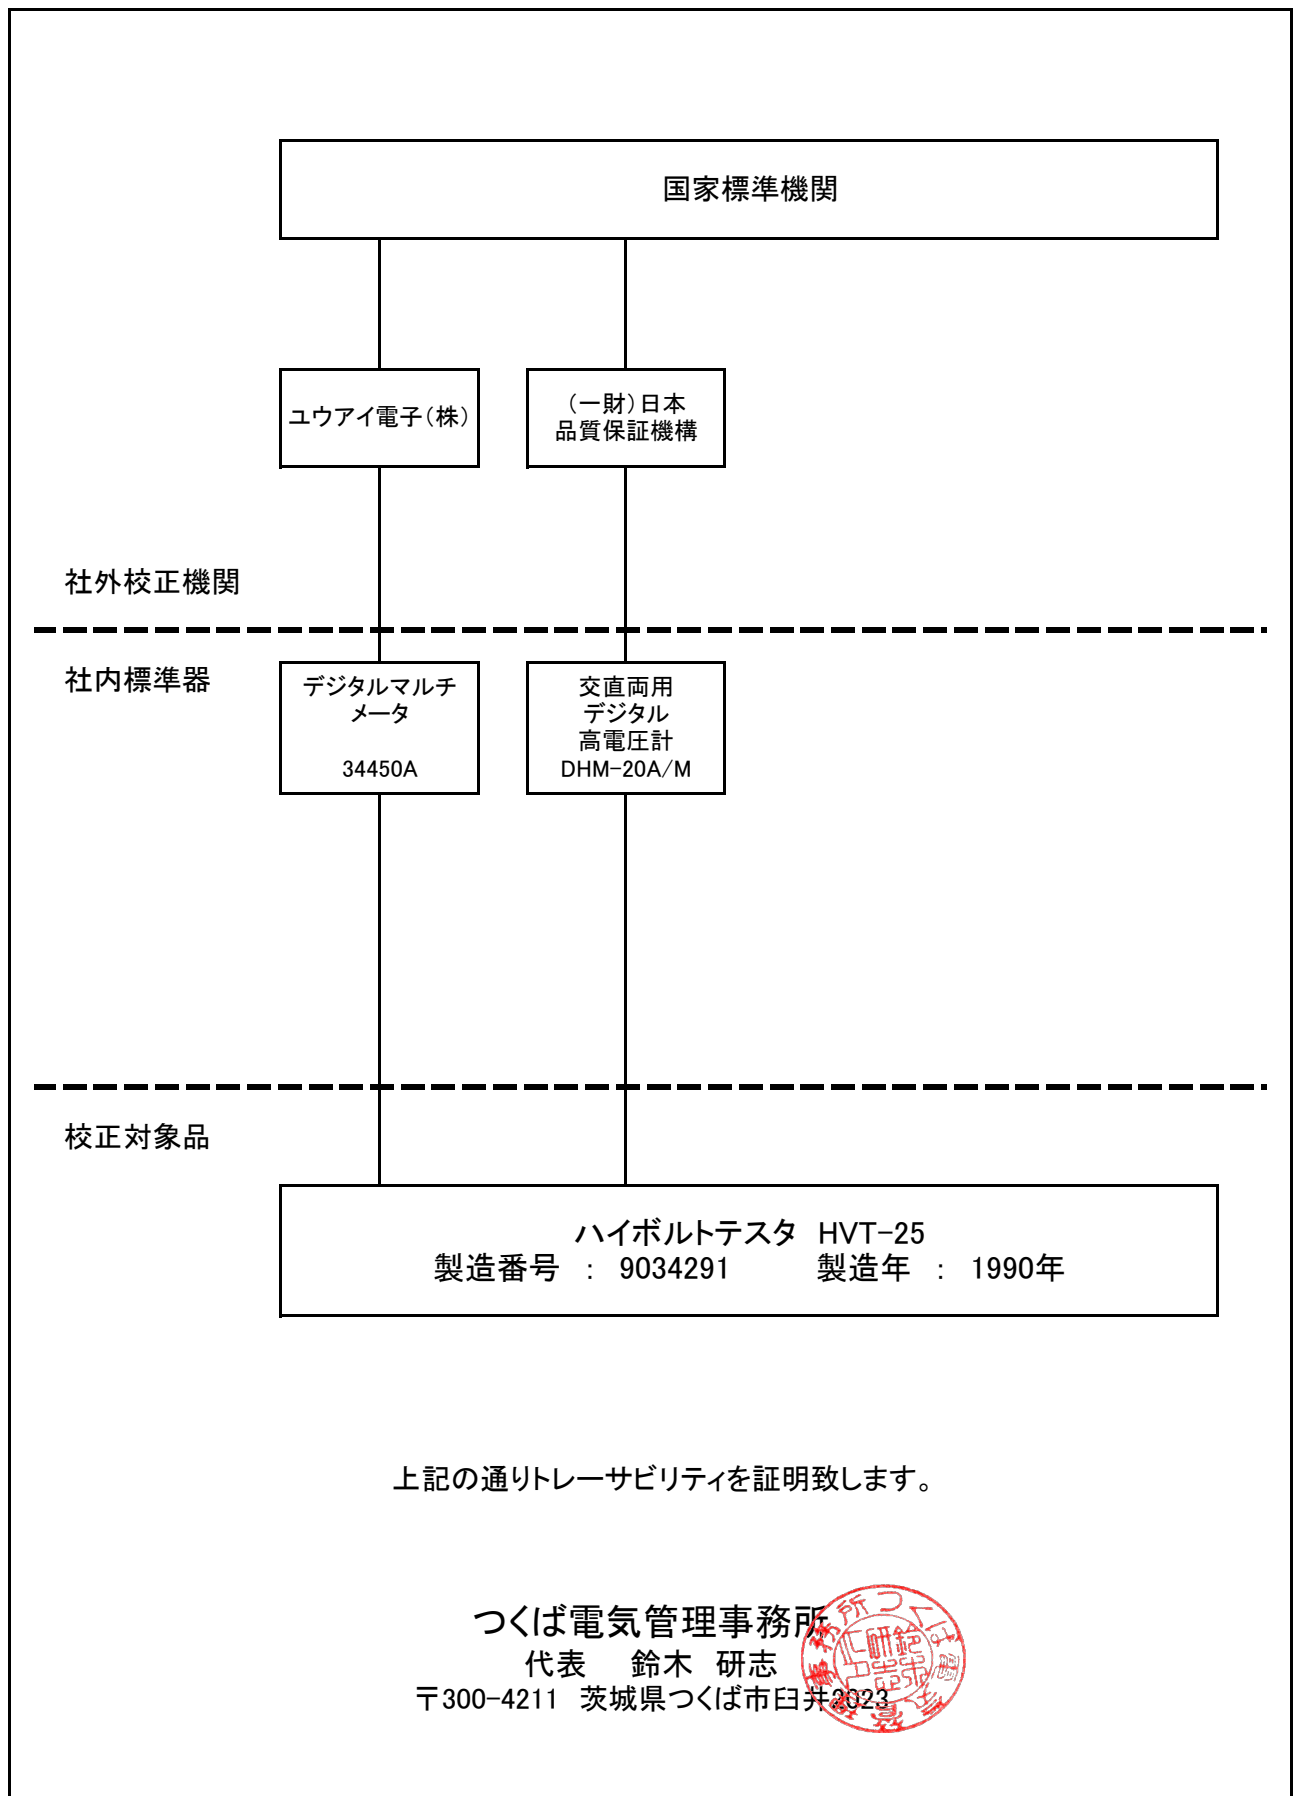 国家標準機関
ユウアイ電子(株)
(一財)日本
品質保証機構
社外校正機関
社内標準器
デジタルマルチ
メータ
34450A
交直両用
デジタル
高電圧計
DHM-20A/M
校正対象品
ハイボルトテスタ HVT-25
製造番号 : 9034291 製造年 : 1990年
上記の通りトレーサビリティを証明致します。
つくば電気管理事務所
代表 鈴木 研志
〒300-4211 茨城県つくば市臼井2023